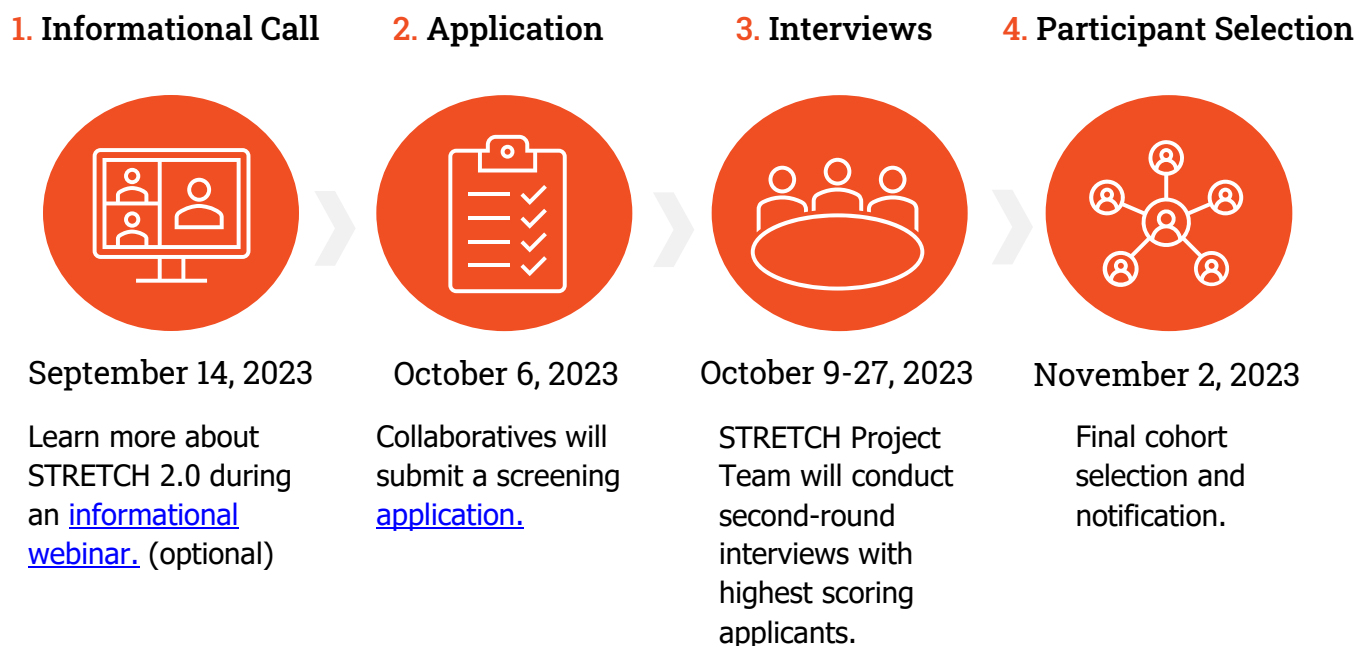 1. Informational Call
2. Application
3. Interviews
4. Participant Selection
September 14, 2023
October 6, 2023
October 9-27, 2023
November 2, 2023
Learn more about
STRETCH 2.0 during
an informational
webinar. (optional)
Collaboratives will
submit a screening
application.
STRETCH Project
Team will conduct
second-round
interviews with
highest scoring
applicants.
Final cohort
selection and
notification.